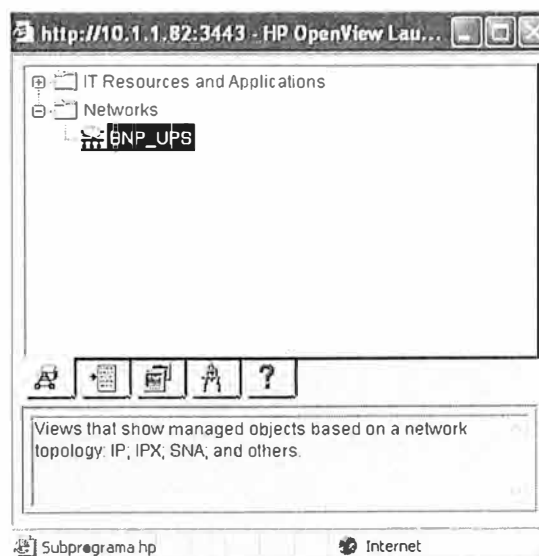 http://10.1.1.82:3443 - HP OpenView Lau...
IT Resources and Applications
Networks
BNP_UPS
?
Views that show managed objects based on a network
topology: IP; IPX; SNA; and others.
Subprograma hp Internet